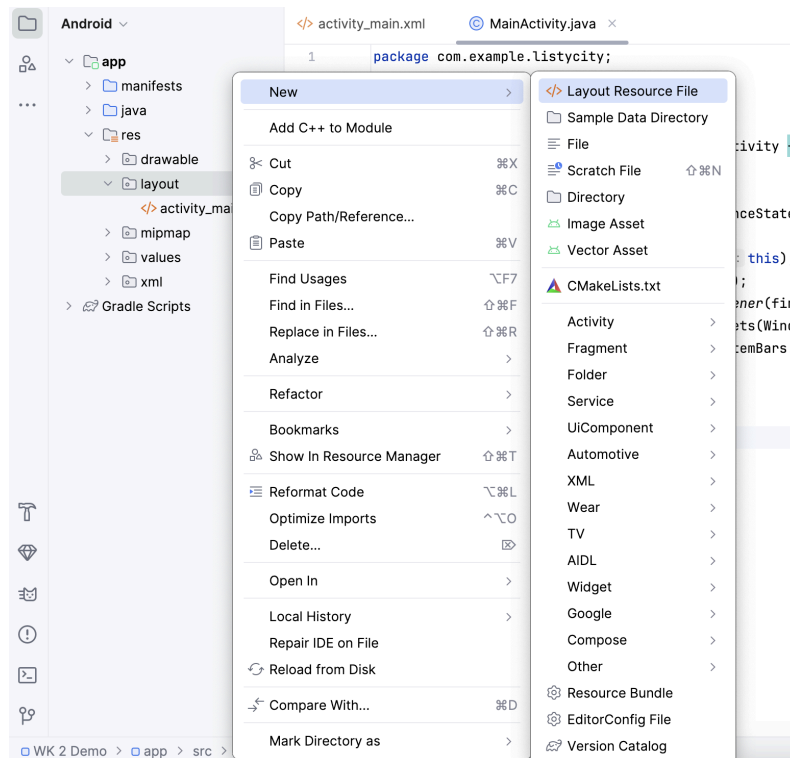 Android
activity_main.xml
MainActivity.java
1
package com.example.listycity;
app
manifests
java
res
drawable
layout
activity_mai
mipmap
values
xml
Gradle Scripts
New
Add C++ to Module
Cut ⌘X
Copy ⌘C
Copy Path/Reference...
Paste ⌘V
Find Usages ⌥F7
Find in Files... ⇧⌘F
Replace in Files... ⇧⌘R
Analyze
Refactor
Bookmarks
Show In Resource Manager ⇧⌘T
Reformat Code ⌥⌘L
Optimize Imports ^⌥O
Delete... ⌦
Open In
Local History
Repair IDE on File
Reload from Disk
Compare With... ⌘D
Mark Directory as
Layout Resource File
Sample Data Directory
File
Scratch File ⇧⌘N
Directory
Image Asset
Vector Asset
CMakeLists.txt
Activity
Fragment
Folder
Service
UiComponent
Automotive
XML
Wear
TV
AIDL
Widget
Google
Compose
Other
Resource Bundle
EditorConfig File
Version Catalog
tivity {
nceState
: this)
);
ener(fin
ets(Wind
temBars
WK 2 Demo > app > src >